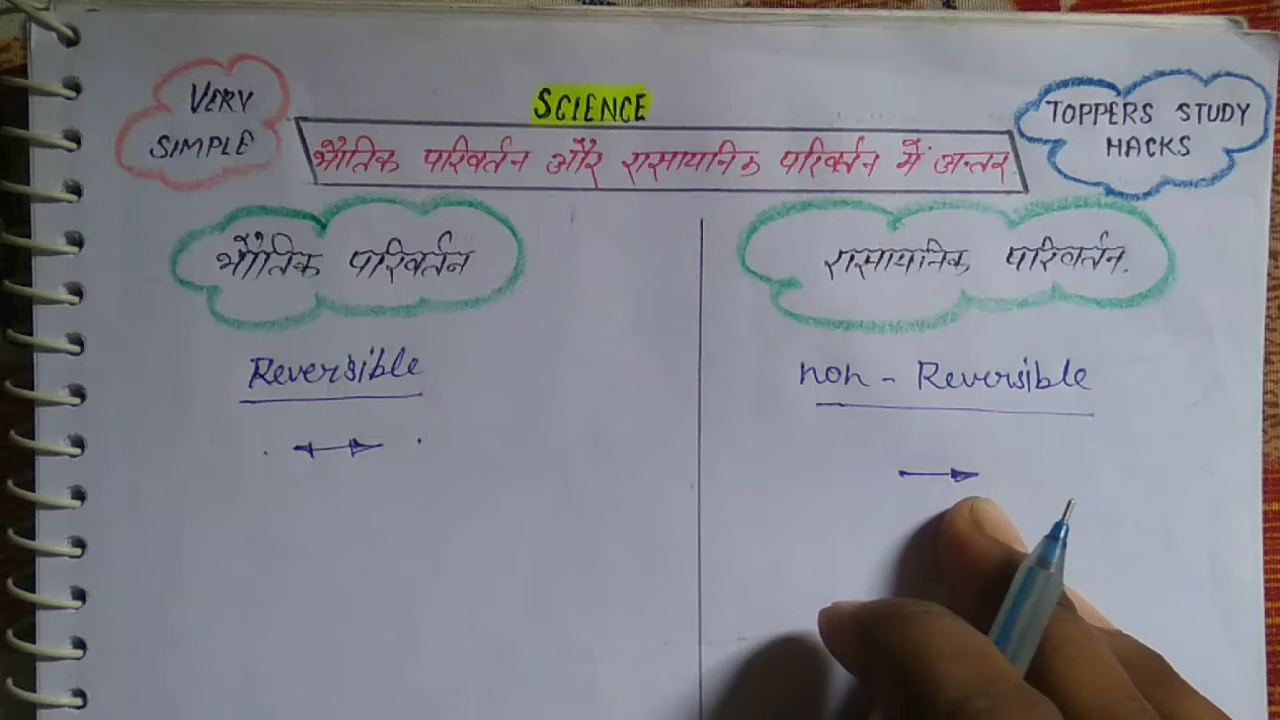 VERY
SIMPLE
SCIENCE
TOPPERS STUDY
HACKS
भौतिक परिवर्तन और रासायनिक परिवर्तन में अन्तर
भौतिक परिवर्तन
रासायनिक परिवर्तन.
Reversible
non - Reversible